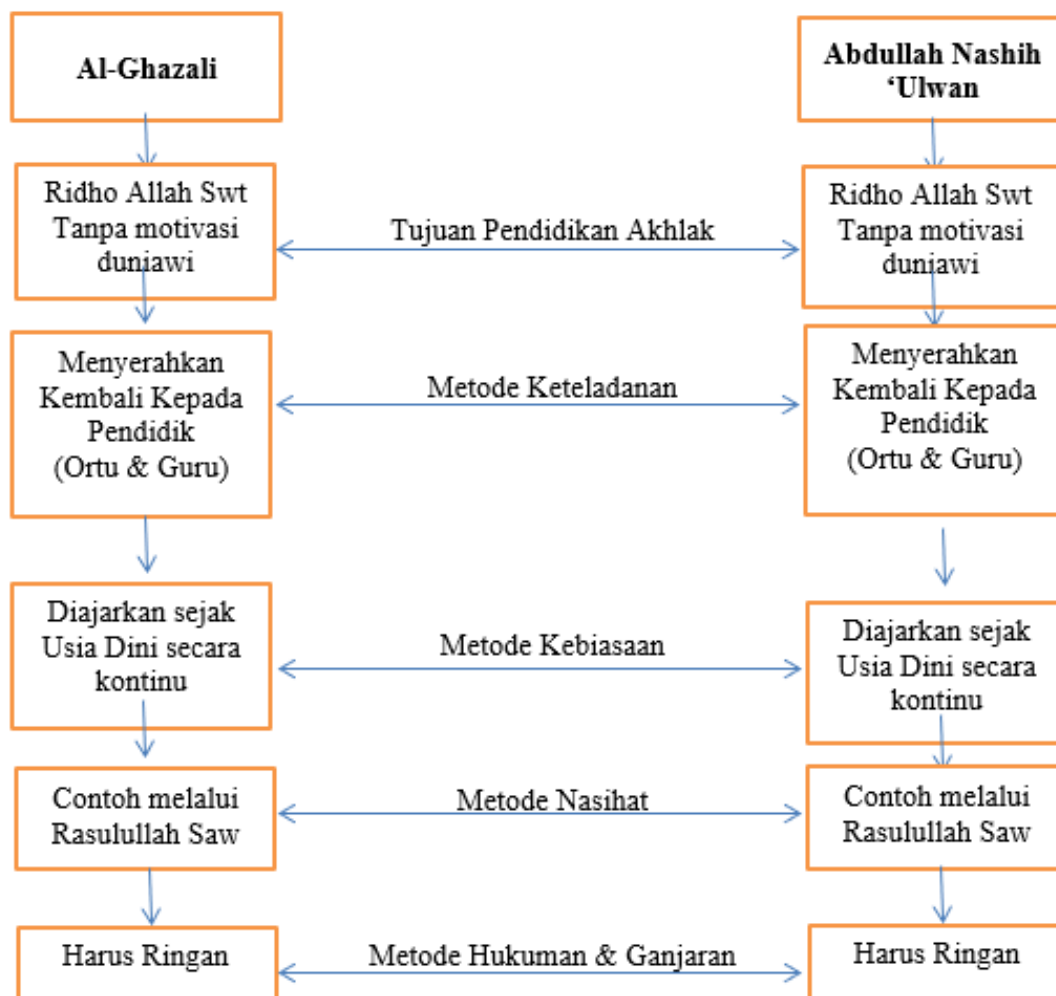 Al-Ghazali
Abdullah Nashih
‘Ulwan
Ridho Allah Swt
Tanpa motivasi
duniawi
Tujuan Pendidikan Akhlak
Ridho Allah Swt
Tanpa motivasi
duniawi
Menyerahkan
Kembali Kepada
Pendidik
(Ortu & Guru)
Metode Keteladanan
Menyerahkan
Kembali Kepada
Pendidik
(Ortu & Guru)
Diajarkan sejak
Usia Dini secara
kontinu
Metode Kebiasaan
Diajarkan sejak
Usia Dini secara
kontinu
Contoh melalui
Rasulullah Saw
Metode Nasihat
Contoh melalui
Rasulullah Saw
Harus Ringan
Metode Hukuman & Ganjaran
Harus Ringan